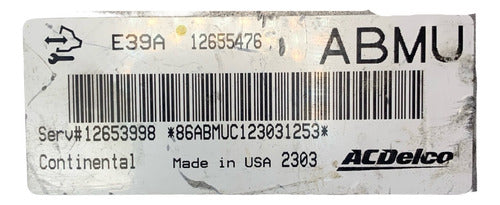 E39A 12655476 ABMU
Serv#12653998 *86ABMUC123031253*
Continental Made in USA 2303 ACDelco